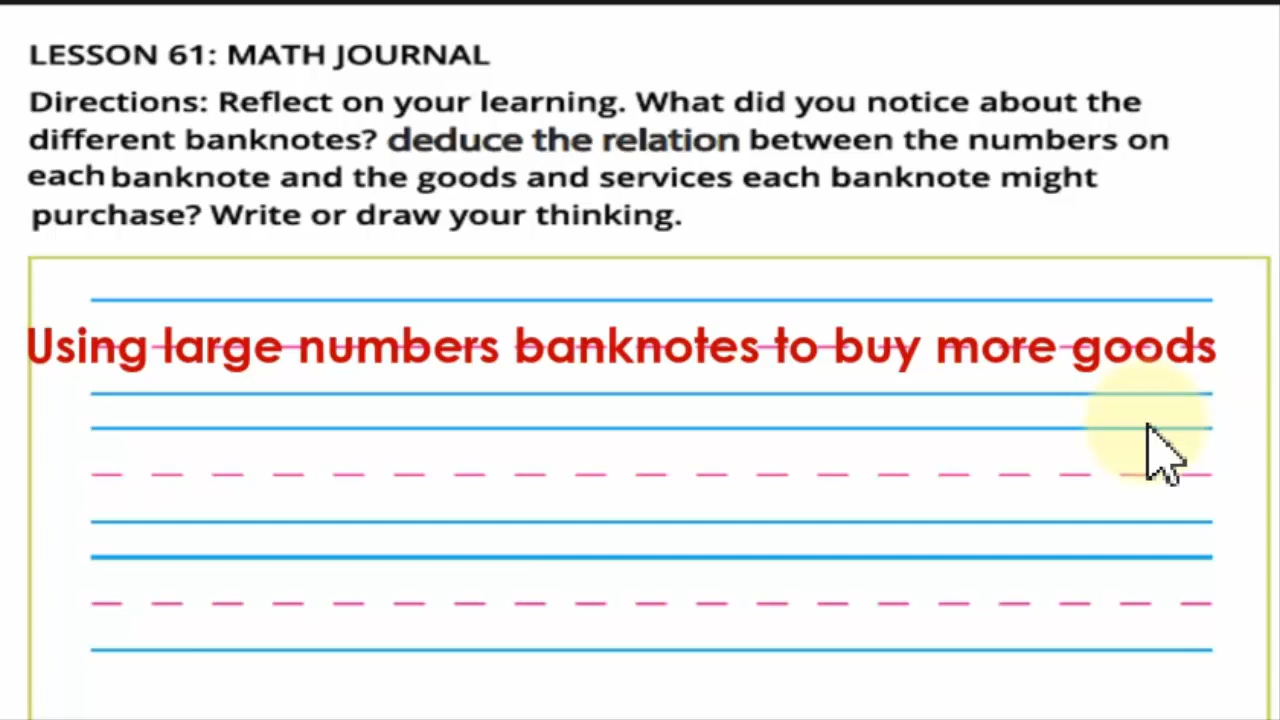 LESSON 61: MATH JOURNAL
Directions: Reflect on your learning. What did you notice about the
different banknotes? deduce the relation between the numbers on
each banknote and the goods and services each banknote might
purchase? Write or draw your thinking.
Using large numbers banknotes to buy more goods